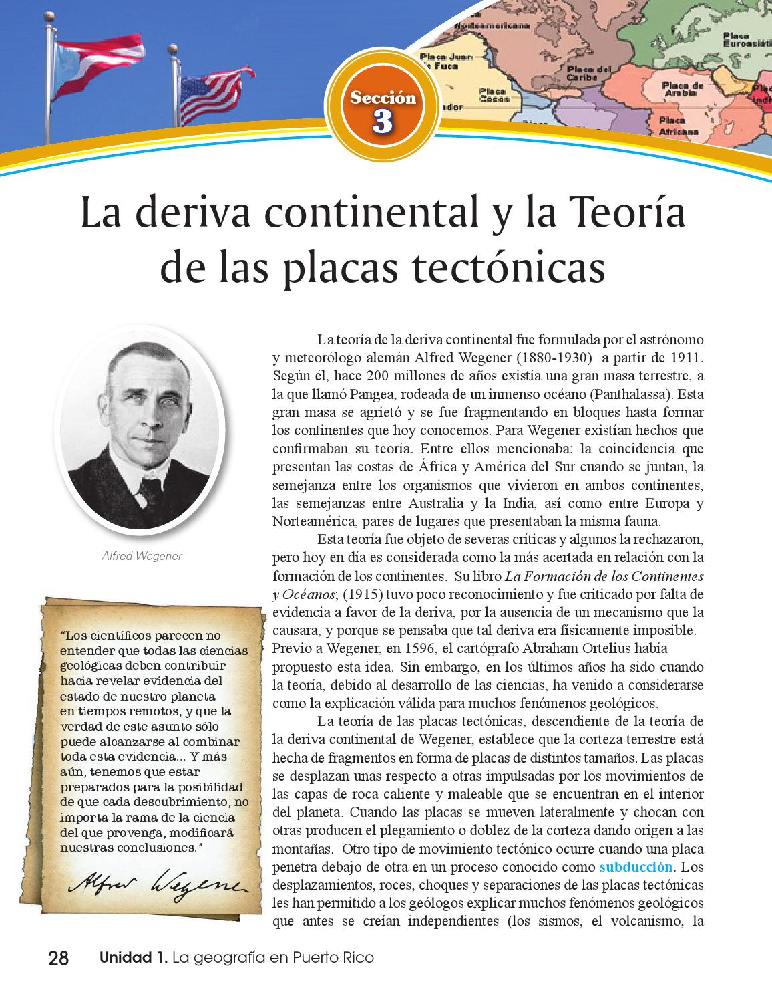 Norteamericana
Placa Juan
de Fuca
Placa
Cocos
ador
Placa del
Caribe
Placa
Euroasiáti
Placa de
Arabia
Placa
Africana
Sección
3
La deriva continental y la Teoría
de las placas tectónicas
Alfred Wegener
“Los científicos parecen no
entender que todas las ciencias
geológicas deben contribuir
hacia revelar evidencia del
estado de nuestro planeta
en tiempos remotos, y que la
verdad de este asunto sólo
puede alcanzarse al combinar
toda esta evidencia... Y más
aún, tenemos que estar
preparados para la posibilidad
de que cada descubrimiento, no
importa la rama de la ciencia
del que provenga, modificará
nuestras conclusiones.”
Alfred Wegener
La teoría de la deriva continental fue formulada por el astrónomo
y meteorólogo alemán Alfred Wegener (1880-1930) a partir de 1911.
Según él, hace 200 millones de años existía una gran masa terrestre, a
la que llamó Pangea, rodeada de un inmenso océano (Panthalassa). Esta
gran masa se agrietó y se fue fragmentando en bloques hasta formar
los continentes que hoy conocemos. Para Wegener existían hechos que
confirmaban su teoría. Entre ellos mencionaba: la coincidencia que
presentan las costas de África y América del Sur cuando se juntan, la
semejanza entre los organismos que vivieron en ambos continentes,
las semejanzas entre Australia y la India, así como entre Europa y
Norteamérica, pares de lugares que presentaban la misma fauna.
Esta teoría fue objeto de severas críticas y algunos la rechazaron,
pero hoy en día es considerada como la más acertada en relación con la
formación de los continentes. Su libro La Formación de los Continentes
y Océanos; (1915) tuvo poco reconocimiento y fue criticado por falta de
evidencia a favor de la deriva, por la ausencia de un mecanismo que la
causara, y porque se pensaba que tal deriva era físicamente imposible.
Previo a Wegener, en 1596, el cartógrafo Abraham Ortelius había
propuesto esta idea. Sin embargo, en los últimos años ha sido cuando
la teoría, debido al desarrollo de las ciencias, ha venido a considerarse
como la explicación válida para muchos fenómenos geológicos.
La teoría de las placas tectónicas, descendiente de la teoría de
la deriva continental de Wegener, establece que la corteza terrestre está
hecha de fragmentos en forma de placas de distintos tamaños. Las placas
se desplazan unas respecto a otras impulsadas por los movimientos de
las capas de roca caliente y maleable que se encuentran en el interior
del planeta. Cuando las placas se mueven lateralmente y chocan con
otras producen el plegamiento o doblez de la corteza dando origen a las
montañas. Otro tipo de movimiento tectónico ocurre cuando una placa
penetra debajo de otra en un proceso conocido como subducción. Los
desplazamientos, roces, choques y separaciones de las placas tectónicas
les han permitido a los geólogos explicar muchos fenómenos geológicos
que antes se creían independientes (los sismos, el volcanismo, la
28 Unidad 1. La geografía en Puerto Rico